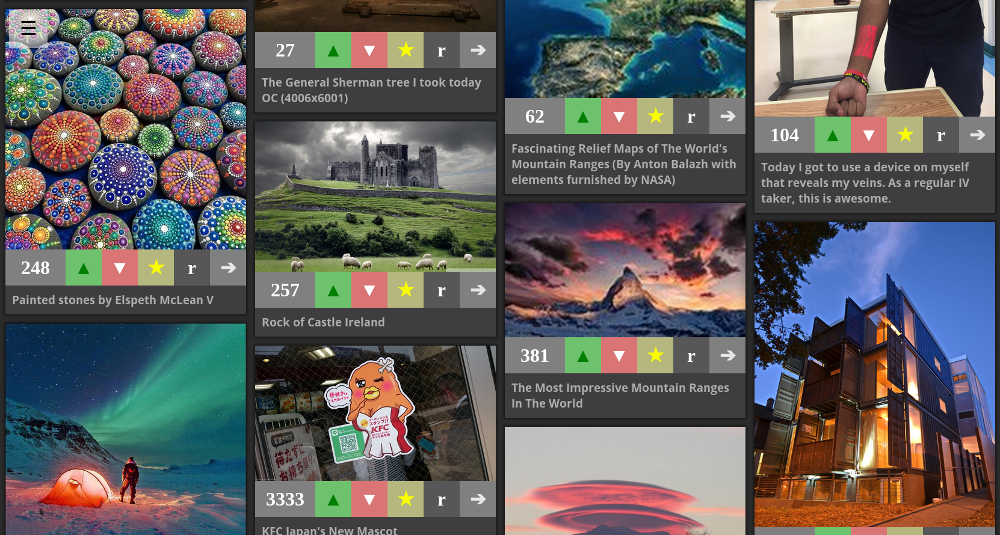 248
Painted stones by Elspeth McLean V
27
r
The General Sherman tree I took today
OC (4006x6001)
257
r
Rock of Castle Ireland
KFC
3333
r
KFC Japan's New Mascot
62
r
Fascinating Relief Maps of The World's
Mountain Ranges (By Anton Balazh with
elements furnished by NASA)
381
r
The Most Impressive Mountain Ranges
In The World
104
r
Today I got to use a device on myself
that reveals my veins. As a regular IV
taker, this is awesome.